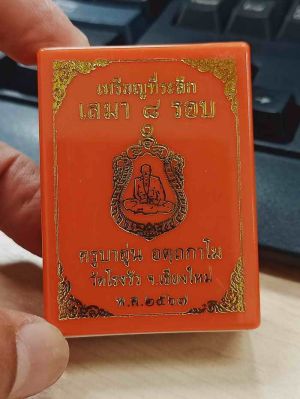 เหรียญที่ระลึก
เสมา ๘ รอบ
ครูบาอุ่น อตฺถกาโม
วัดโรงวัว จ.เชียงใหม่
พ.ศ.๒๕๖๗